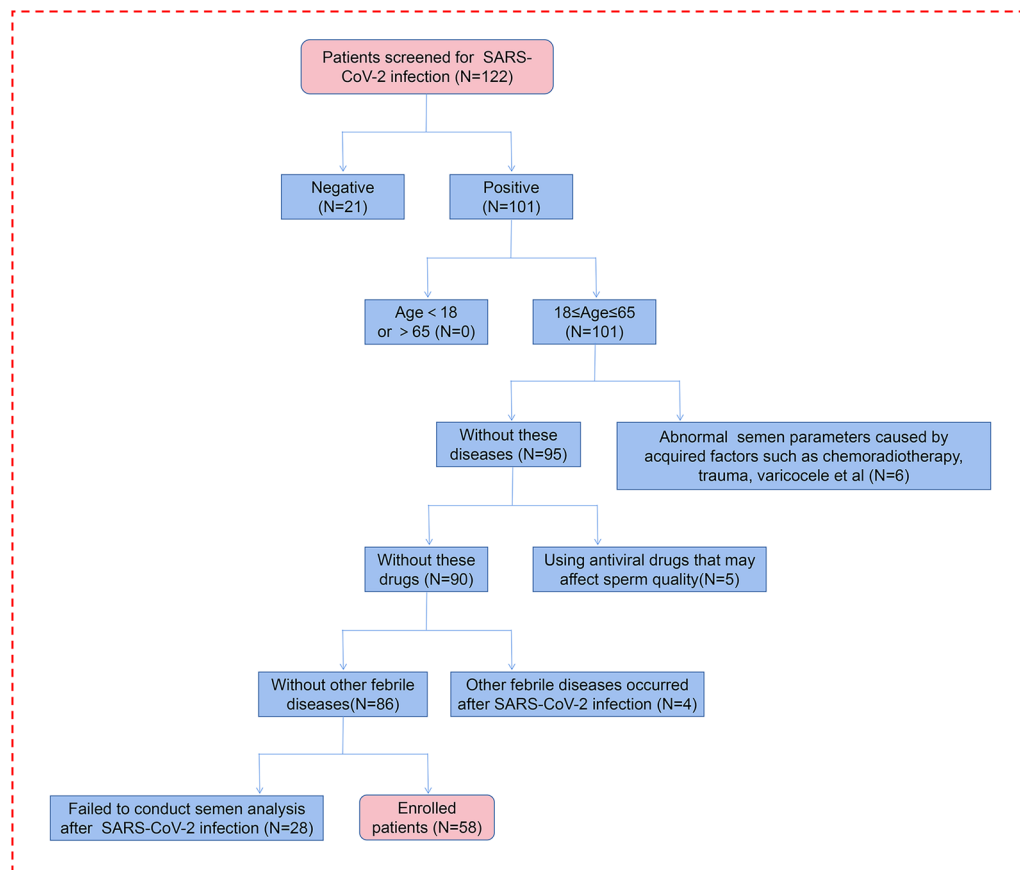 Patients screened for SARS-
CoV-2 infection (N=122)
Negative
(N=21)
Positive
(N=101)
Age < 18
or > 65 (N=0)
18≤Age≤65
(N=101)
Without these
diseases (N=95)
Abnormal semen parameters caused by
acquired factors such as chemoradiotherapy,
trauma, varicocele et al (N=6)
Without these
drugs (N=90)
Using antiviral drugs that may
affect sperm quality(N=5)
Without other febrile
diseases(N=86)
Other febrile diseases occurred
after SARS-CoV-2 infection (N=4)
Failed to conduct semen analysis
after SARS-CoV-2 infection (N=28)
Enrolled
patients (N=58)